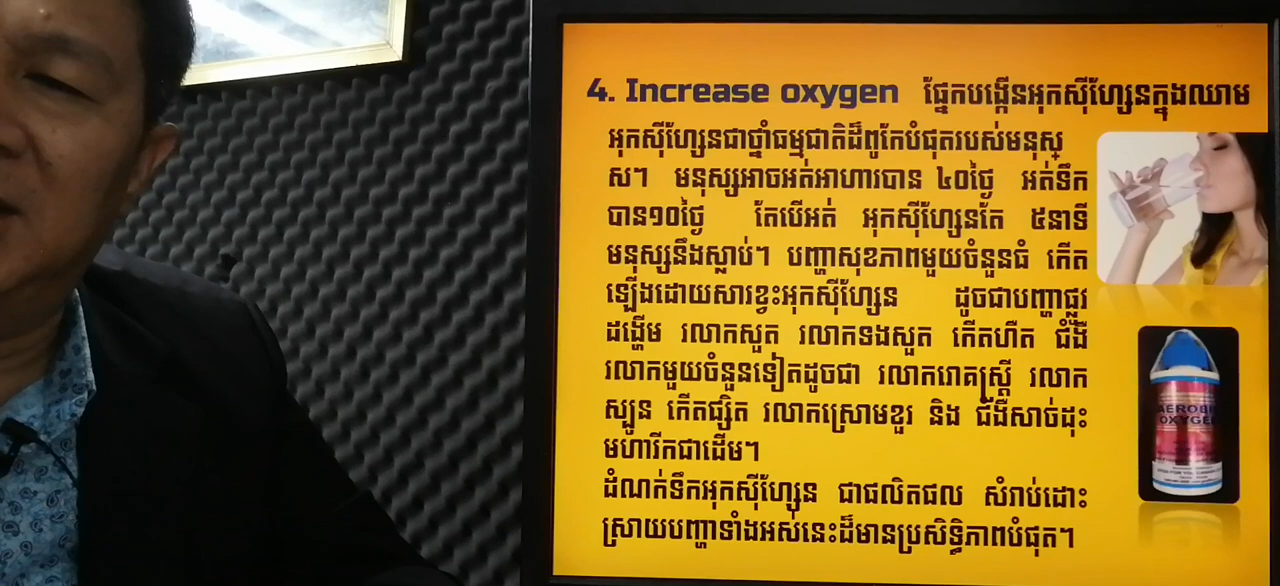 4. Increase oxygen ផ្នែកបង្កើនអុកស៊ីហ្សែនក្នុងឈាម
អុកស៊ីហ្សែនជាថ្នាំធម្មជាតិដ៏ពូកែបំផុតរបស់មនុស្
ស។ មនុស្សអាចអត់អាហារបាន ៤០ថ្ងៃ អត់ទឹក
បាន១០ថ្ងៃ តែបើអត់ អុកស៊ីហ្សែនតែ ៥នាទី
មនុស្សនឹងស្លាប់។ បញ្ហាសុខភាពមួយចំនួនធំ កើត
ឡើងដោយសារខ្វះអុកស៊ីហ្សែន ដូចជាបញ្ហាផ្លូវ
ដង្ហើម រលាកសួត រលាកទងសួត កើតហឺត ជំងឺ
រលាកមួយចំនួនទៀតដូចជា រលាករោគស្ត្រី រលាក
ស្បូន កើតផ្សិត រលាកស្រោមខួរ និង ជំងឺសាច់ដុះ
មហារីកជាដើម។
ដំណក់ទឹកអុកស៊ីហ្សែន ជាផលិតផល សំរាប់ដោះ
ស្រាយបញ្ហាទាំងអស់នេះដ៏មានប្រសិទ្ធិភាពបំផុត។
OXYGEN